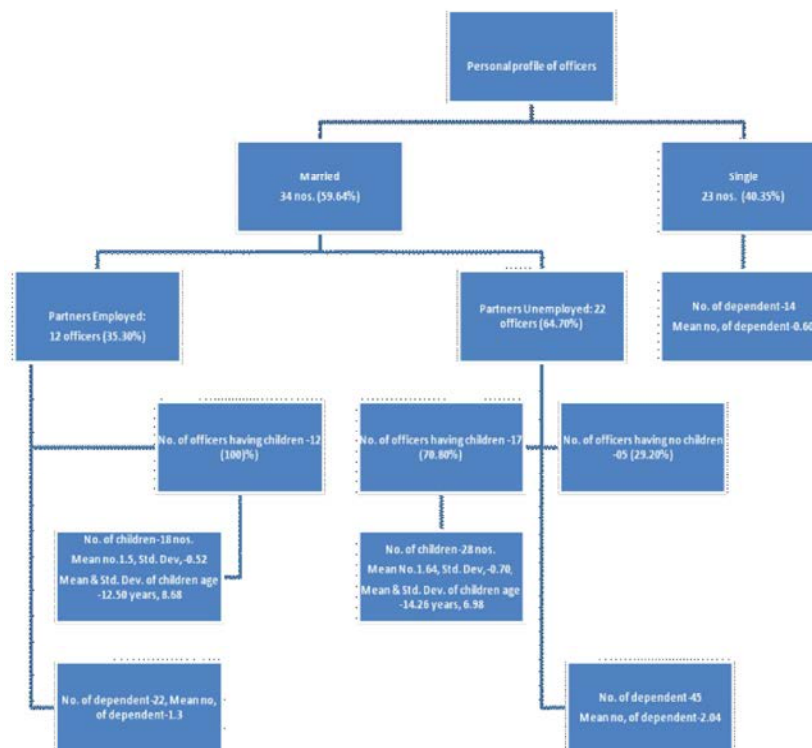 Personal profile of officers
Married
34 nos. (59.64%)
Single
23 nos. (40.35%)
Partners Employed:
12 officers (35.30%)
Partners Unemployed: 22
officers (64.70%)
No. of dependent-14
Mean no, of dependent-0.60
No. of officers having children -12
(100)%
No. of officers having children -17
(70.80%)
No. of officers having no children
-05 (29.20%)
No. of children-18 nos.
Mean no.1.5, Std. Dev,-0.52
Mean & Std. Dev. of children age
-12.50 years, 8.68
No. of children-28 nos.
Mean No.1.64, Std. Dev,-0.70,
Mean & Std. Dev. of children age
-14.26 years, 6.98
No. of dependent-22, Mean no,
of dependent-1.3
No. of dependent-45
Mean no, of dependent-2.04